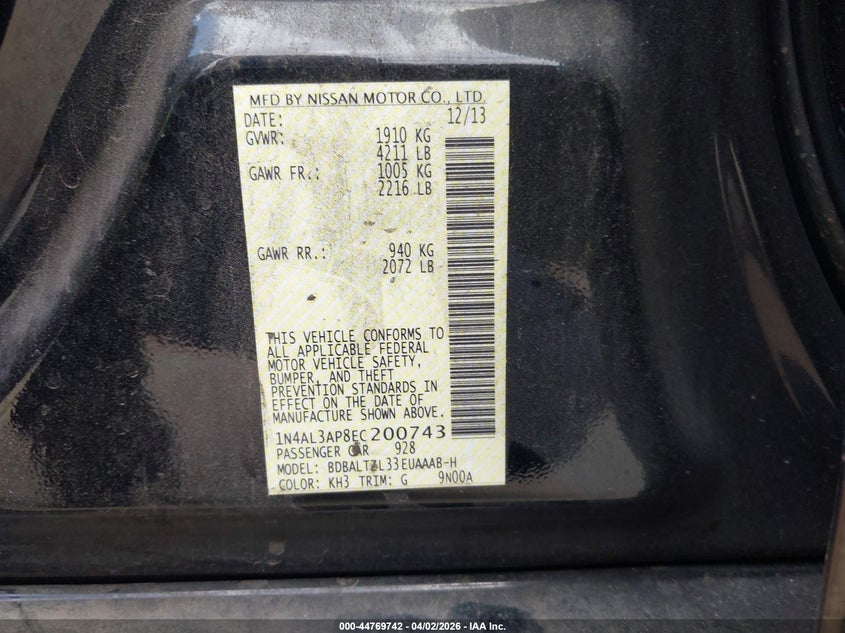 MFD BY NISSAN MOTOR CO., LTD.
DATE: 12/13
GVWR: 1910 KG
4211 LB
GAWR FR.: 1005 KG
2216 LB
GAWR RR.: 940 KG
2072 LB
THIS VEHICLE CONFORMS TO
ALL APPLICABLE FEDERAL
MOTOR VEHICLE SAFETY,
BUMPER, AND THEFT
PREVENTION STANDARDS IN
EFFECT ON THE DATE OF
MANUFACTURE SHOWN ABOVE.
1N4AL3AP8EC200743
PASSENGER CAR 928
MODEL: BDBALTZL33EUAAAB-H
COLOR: KH3 TRIM: G 9N00A
000-44769742 | 04/02/2026 - IAA Inc.